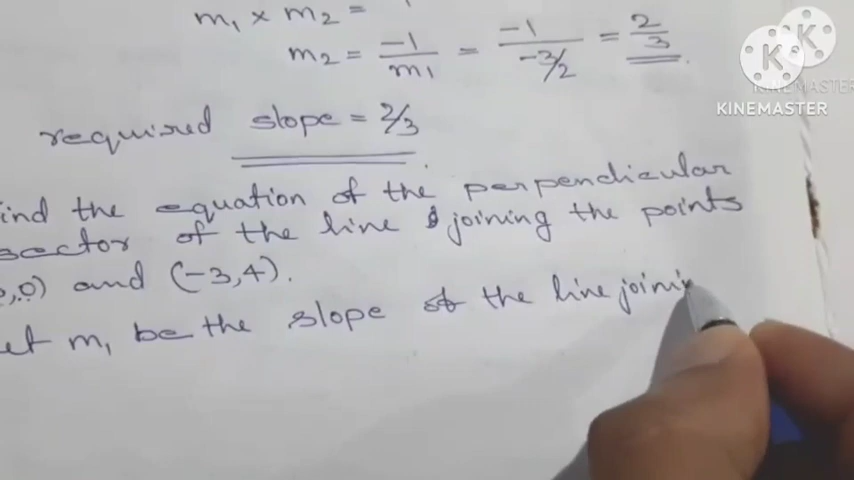 m₁ × m₂ =
m₂ = -1/m₁ = -1/-3/2 = 2/3
required slope = 2/3
ind the equation of the perpendicular
sector of the line joining the points
,0) and (-3,4).
et m₁ be the slope of the line joini
KINEMASTER
KINEMASTER